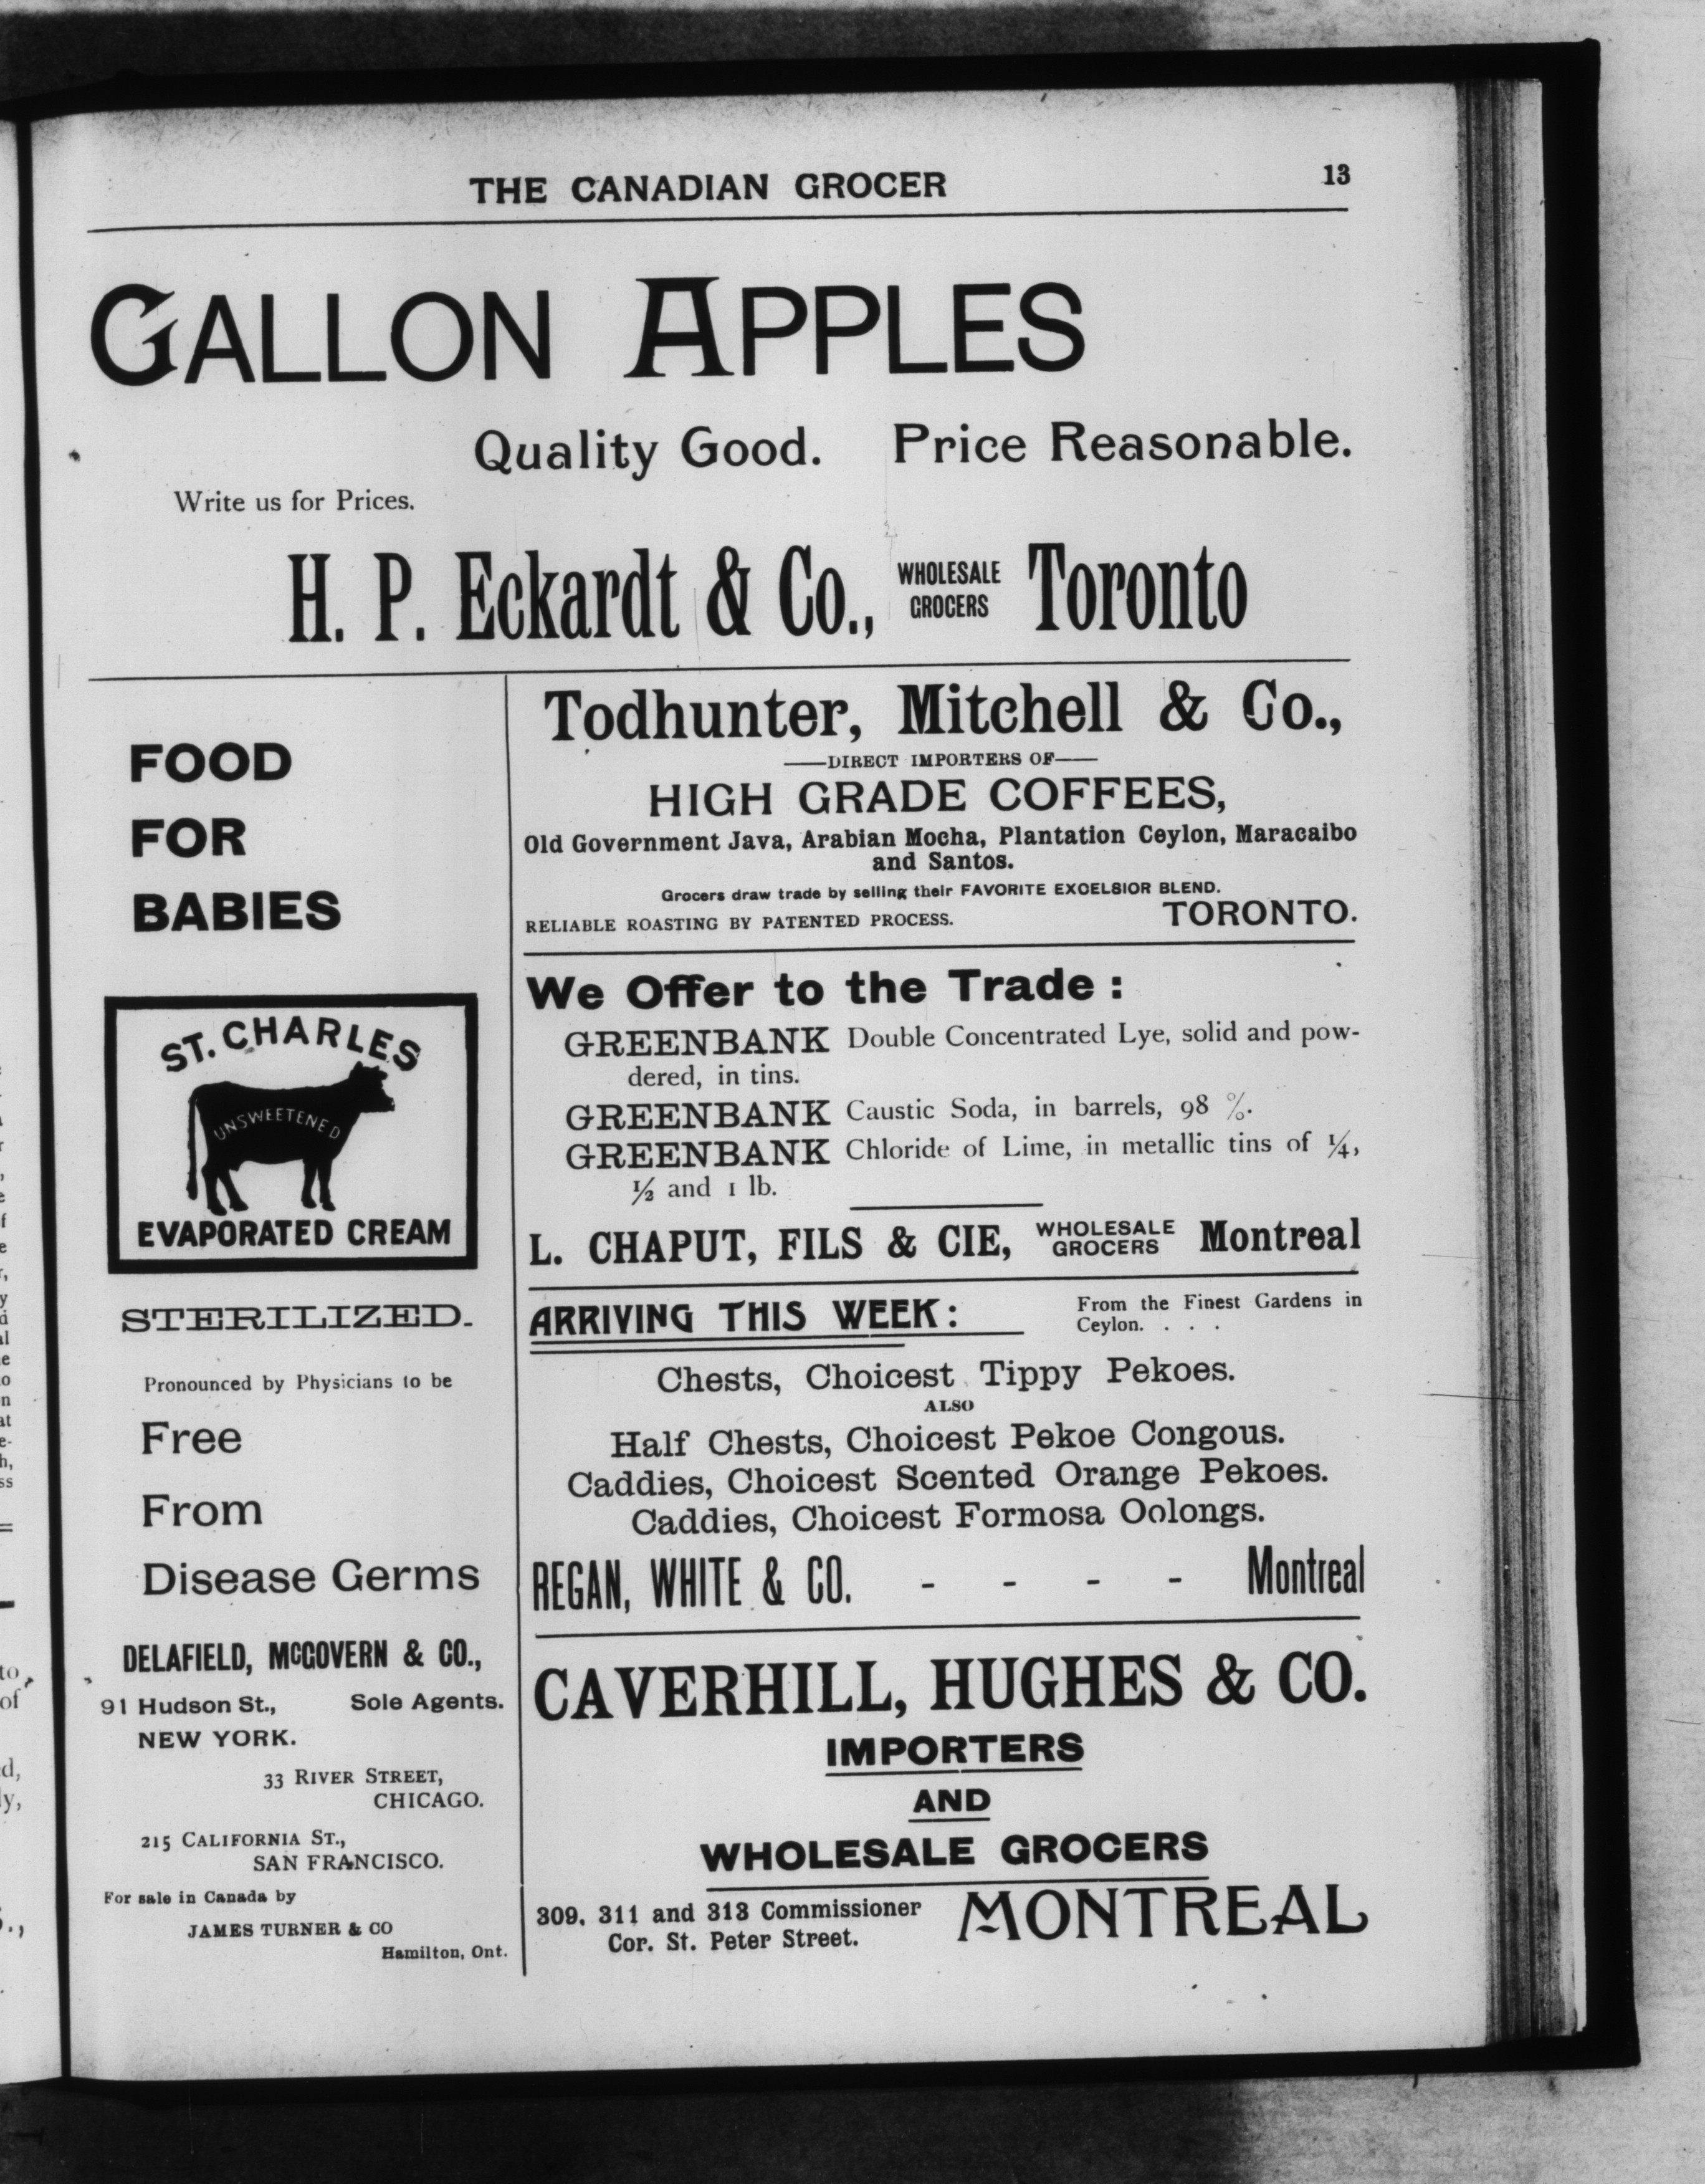 THE CANADIAN GROCER 13
GALLON APPLES
Quality Good. Price Reasonable.
Write us for Prices.
H. P. Eckardt & Co., WHOLESALE GROCERS Toronto
FOOD
FOR
BABIES
ST. CHARLES
UNSWEETENED
EVAPORATED CREAM
STERILIZED.
Pronounced by Physicians to be
Free
From
Disease Germs
DELAFIELD, McGOVERN & CO.,
91 Hudson St., Sole Agents.
NEW YORK.
33 RIVER STREET,
CHICAGO.
215 CALIFORNIA ST.,
SAN FRANCISCO.
For sale in Canada by
JAMES TURNER & CO
Hamilton, Ont.
Todhunter, Mitchell & Co.,
——DIRECT IMPORTERS OF——
HIGH GRADE COFFEES,
Old Government Java, Arabian Mocha, Plantation Ceylon, Maracaibo
and Santos.
Grocers draw trade by selling their FAVORITE EXCELSIOR BLEND.
RELIABLE ROASTING BY PATENTED PROCESS. TORONTO.
We Offer to the Trade :
GREENBANK Double Concentrated Lye, solid and pow-
dered, in tins.
GREENBANK Caustic Soda, in barrels, 98 %.
GREENBANK Chloride of Lime, in metallic tins of ¼,
½ and 1 lb.
L. CHAPUT, FILS & CIE, WHOLESALE GROCERS Montreal
ARRIVING THIS WEEK: From the Finest Gardens in
Ceylon. . . .
Chests, Choicest Tippy Pekoes.
ALSO
Half Chests, Choicest Pekoe Congous.
Caddies, Choicest Scented Orange Pekoes.
Caddies, Choicest Formosa Oolongs.
REGAN, WHITE & CO. - - - - Montreal
CAVERHILL, HUGHES & CO.
IMPORTERS
AND
WHOLESALE GROCERS
309, 311 and 313 Commissioner
Cor. St. Peter Street.
MONTREAL